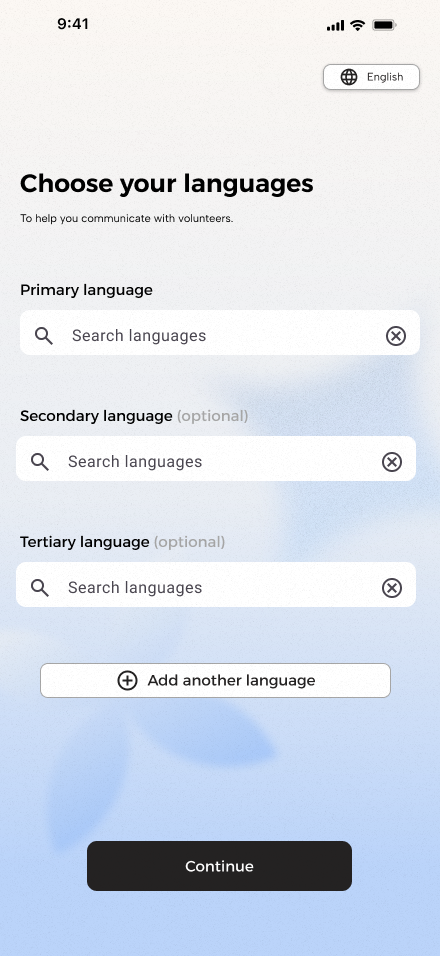 9:41
English
Choose your languages
To help you communicate with volunteers.
Primary language
Search languages
Secondary language (optional)
Search languages
Tertiary language (optional)
Search languages
Add another language
Continue